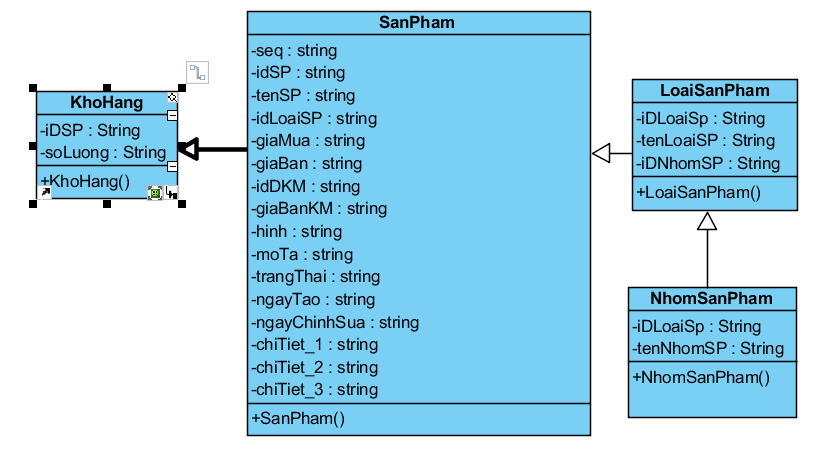 SanPham
-seq : string
-idSP : string
-tenSP : string
-idLoaiSP : string
-giaMua : string
-giaBan : string
-idDKM : string
-giaBanKM : string
-hinh : string
-moTa : string
-trangThai : string
-ngayTao : string
-ngayChinhSua : string
-chiTiet_1 : string
-chiTiet_2 : string
-chiTiet_3 : string
+SanPham()
KhoHang
-iDSP : String
-soLuong : String
+KhoHang()
LoaiSanPham
-iDLoaiSp : String
-tenLoaiSP : String
-iDNhomSP : String
+LoaiSanPham()
NhomSanPham
-iDLoaiSp : String
-tenNhomSP : String
+NhomSanPham()